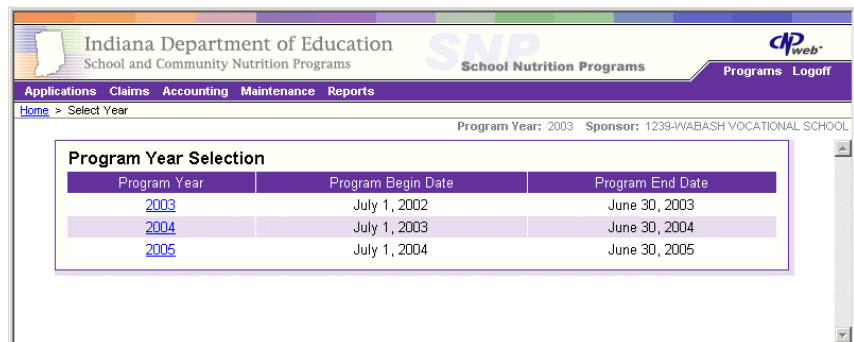 Indiana Department of Education
School and Community Nutrition Programs
SNP
School Nutrition Programs
CNPweb
Programs Logoff
Applications Claims Accounting Maintenance Reports
Home > Select Year
Program Year: 2003 Sponsor: 1239-WABASH VOCATIONAL SCHOOL
Program Year Selection
Program Year Program Begin Date Program End Date
2003 July 1, 2002 June 30, 2003
2004 July 1, 2003 June 30, 2004
2005 July 1, 2004 June 30, 2005